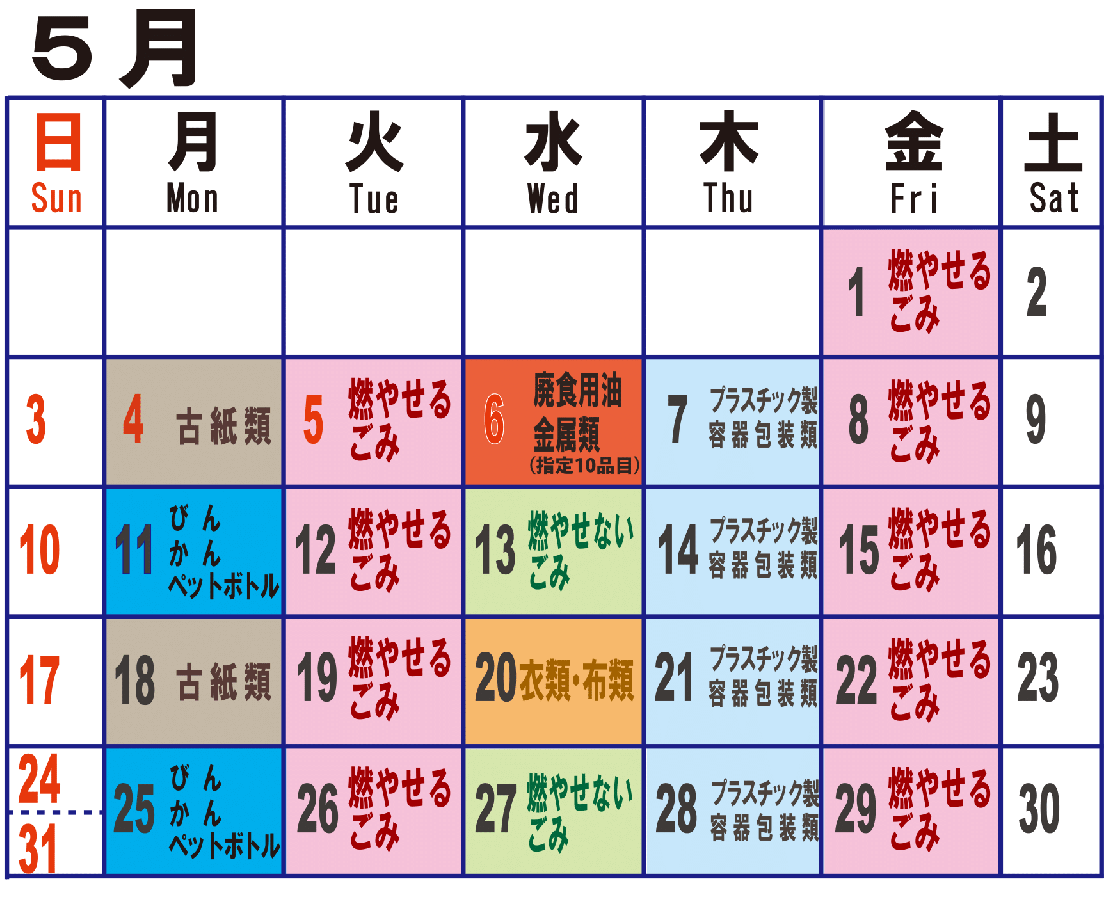 5月
日 月 火 水 木 金 土
Sun Mon Tue Wed Thu Fri Sat
1 燃やせる
ごみ
2
3
4 古紙類
5 燃やせる
ごみ
6 廃食用油
金属類
(指定10品目)
7 プラスチック製
容器包装類
8 燃やせる
ごみ
9
10
11 びん
かん
ペットボトル
12 燃やせる
ごみ
13 燃やせない
ごみ
14 プラスチック製
容器包装類
15 燃やせる
ごみ
16
17
18 古紙類
19 燃やせる
ごみ
20 衣類・布類
21 プラスチック製
容器包装類
22 燃やせる
ごみ
23
24
31
25 びん
かん
ペットボトル
26 燃やせる
ごみ
27 燃やせない
ごみ
28 プラスチック製
容器包装類
29 燃やせる
ごみ
30